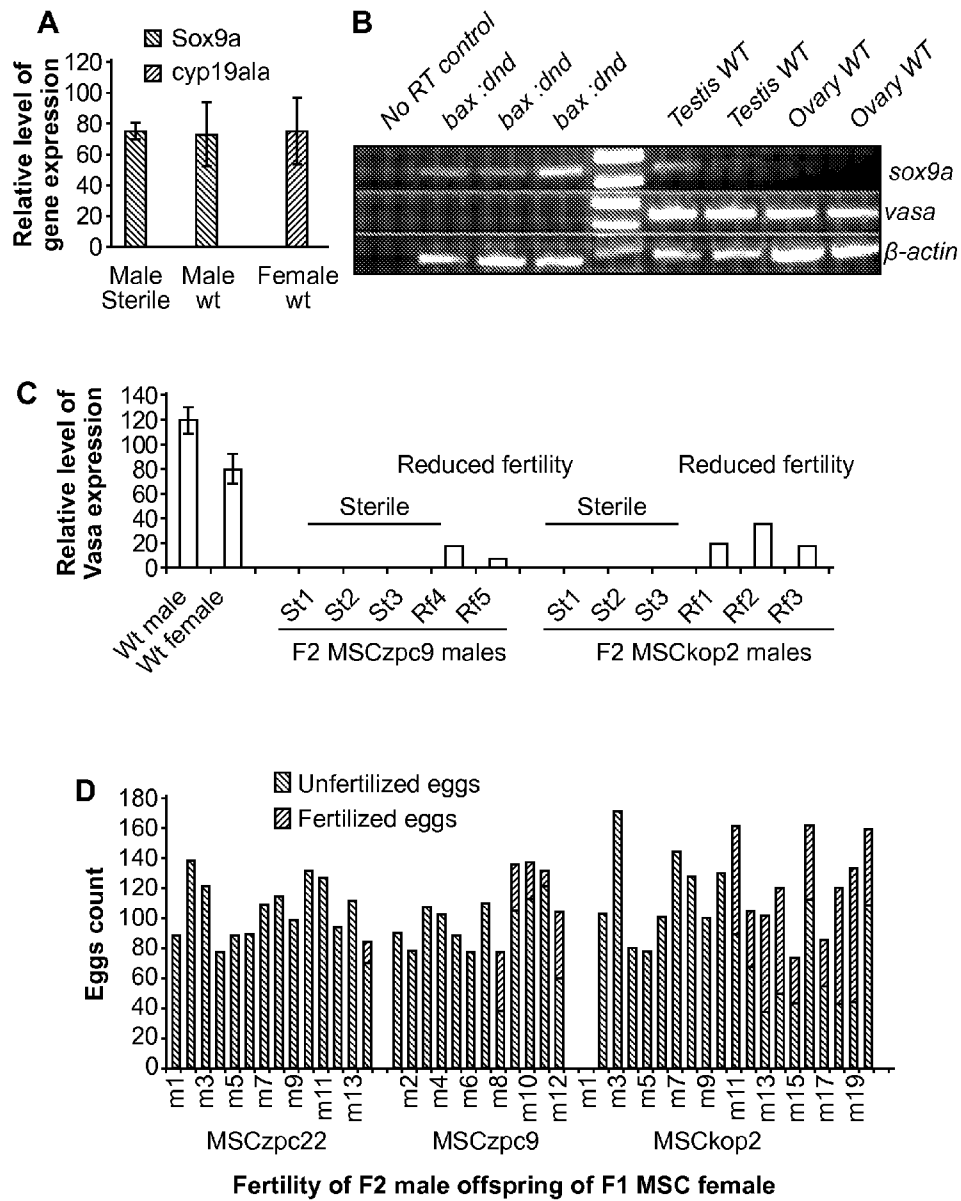 A
Sox9a
cyp19ala
Relative level of
gene expression
120
100
80
60
40
20
0
Male
Sterile
Male
wt
Female
wt
B
No RT control
bax :dnd
bax :dnd
bax :dnd
Testis WT
Testis WT
Ovary WT
Ovary WT
sox9a
vasa
β-actin
C
Relative level of
Vasa expression
140
120
100
80
60
40
20
0
Reduced fertility
Reduced fertility
Sterile
Sterile
Wt male
Wt female
St1
St2
St3
Rf4
Rf5
St1
St2
St3
Rf1
Rf2
Rf3
F2 MSCzpc9 males
F2 MSCkop2 males
D
Unfertilized eggs
Fertilized eggs
Eggs count
180
160
140
120
100
80
60
40
20
0
m1
m3
m5
m7
m9
m11
m13
m2
m4
m6
m8
m10
m12
m1
m3
m5
m7
m9
m11
m13
m15
m17
m19
MSCzpc22
MSCzpc9
MSCkop2
Fertility of F2 male offspring of F1 MSC female